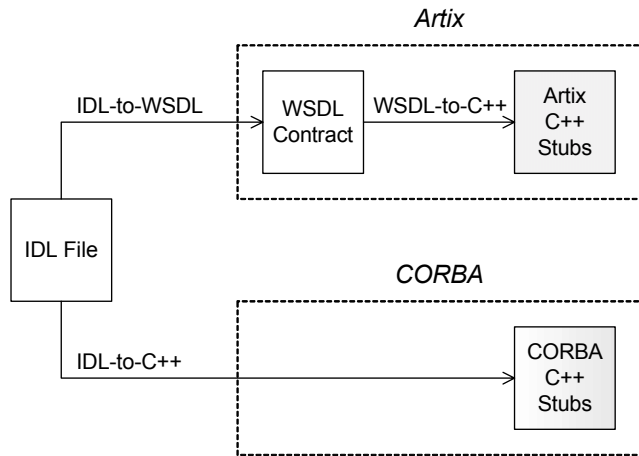 Artix
IDL-to-WSDL
WSDL
Contract
WSDL-to-C++
Artix
C++
Stubs
IDL File
CORBA
IDL-to-C++
CORBA
C++
Stubs